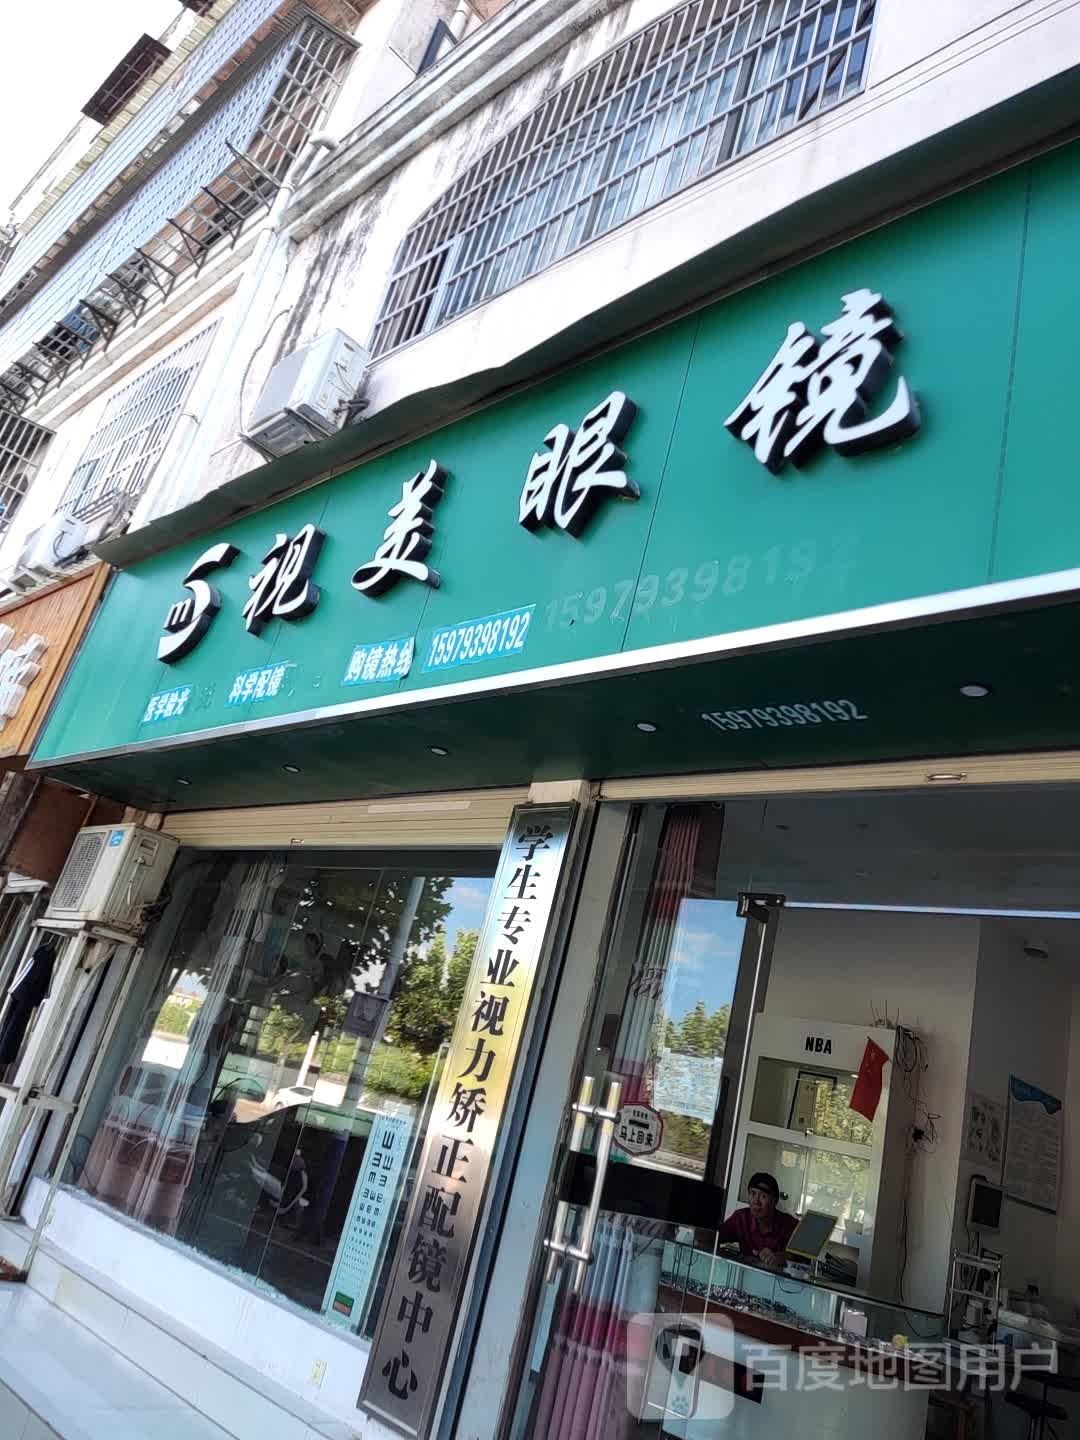 视美眼镜
m
医学验光
科学配镜
购镜热线
15979398192
15979398192
15979398192
学生专业视力矫正配镜中心
NBA
马上回来
百度地图用户